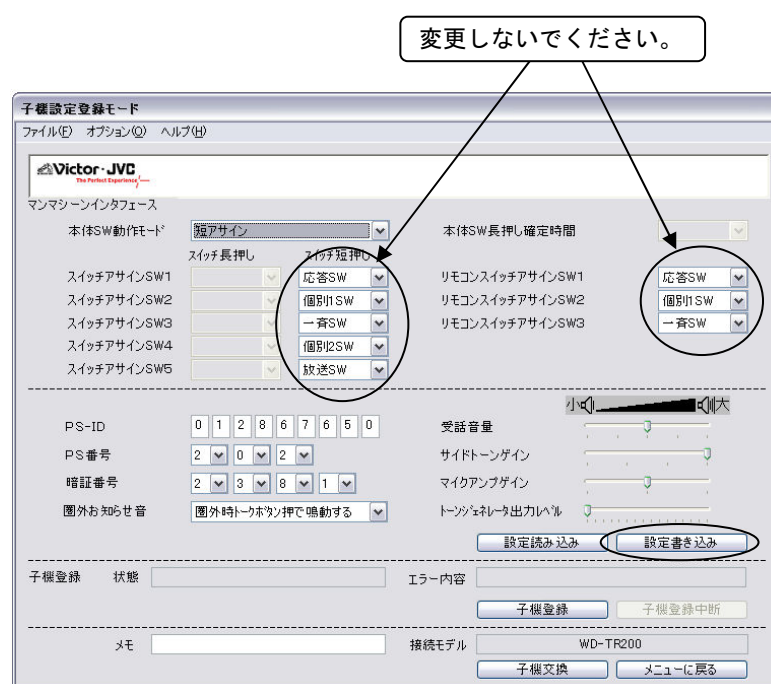 変更しないでください。
子機設定登録モード
ファイル(F) オプション(O) ヘルプ(H)
Victor・JVC
The Perfect Experience
マンマシーンインタフェース
本体SW動作モード 短アサイン 本体SW長押し確定時間
スイッチ長押し スイッチ短押し
スイッチアサインSW1 応答SW リモコンスイッチアサインSW1 応答SW
スイッチアサインSW2 個別1SW リモコンスイッチアサインSW2 個別1SW
スイッチアサインSW3 一斉SW リモコンスイッチアサインSW3 一斉SW
スイッチアサインSW4 個別2SW
スイッチアサインSW5 放送SW
小 大
PS-ID 0 1 2 8 6 7 6 5 0 受話音量
PS番号 2 0 2 サイドトーンゲイン
暗証番号 2 3 8 1 マイクアンプゲイン
圏外お知らせ音 圏外時トークボタン押で鳴動する トーンジェネレータ出力レベル
設定読み込み 設定書き込み
子機登録 状態 エラー内容
子機登録 子機登録中断
メモ 接続モデル WD-TR200
子機交換 メニューに戻る